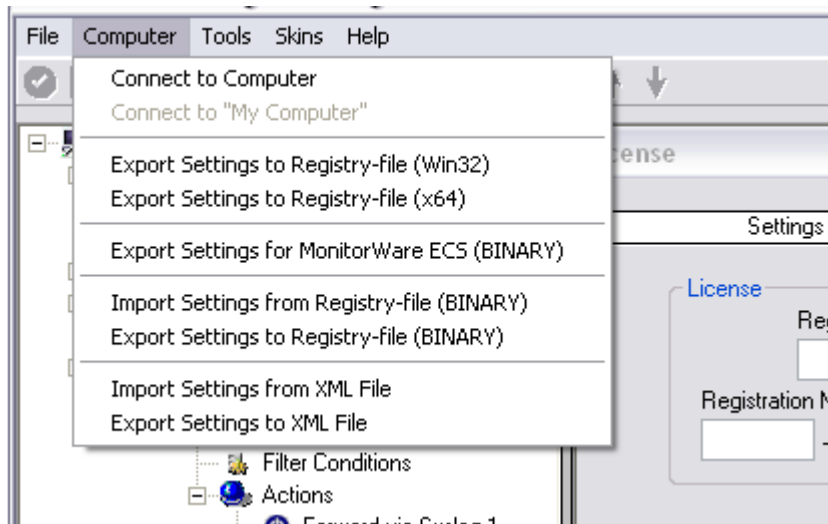 File Computer Tools Skins Help
Connect to Computer
Connect to "My Computer"
Export Settings to Registry-file (Win32)
Export Settings to Registry-file (x64)
Export Settings for MonitorWare ECS (BINARY)
Import Settings from Registry-file (BINARY)
Export Settings to Registry-file (BINARY)
Import Settings from XML File
Export Settings to XML File
Settings
License
Registration
Filter Conditions
Actions